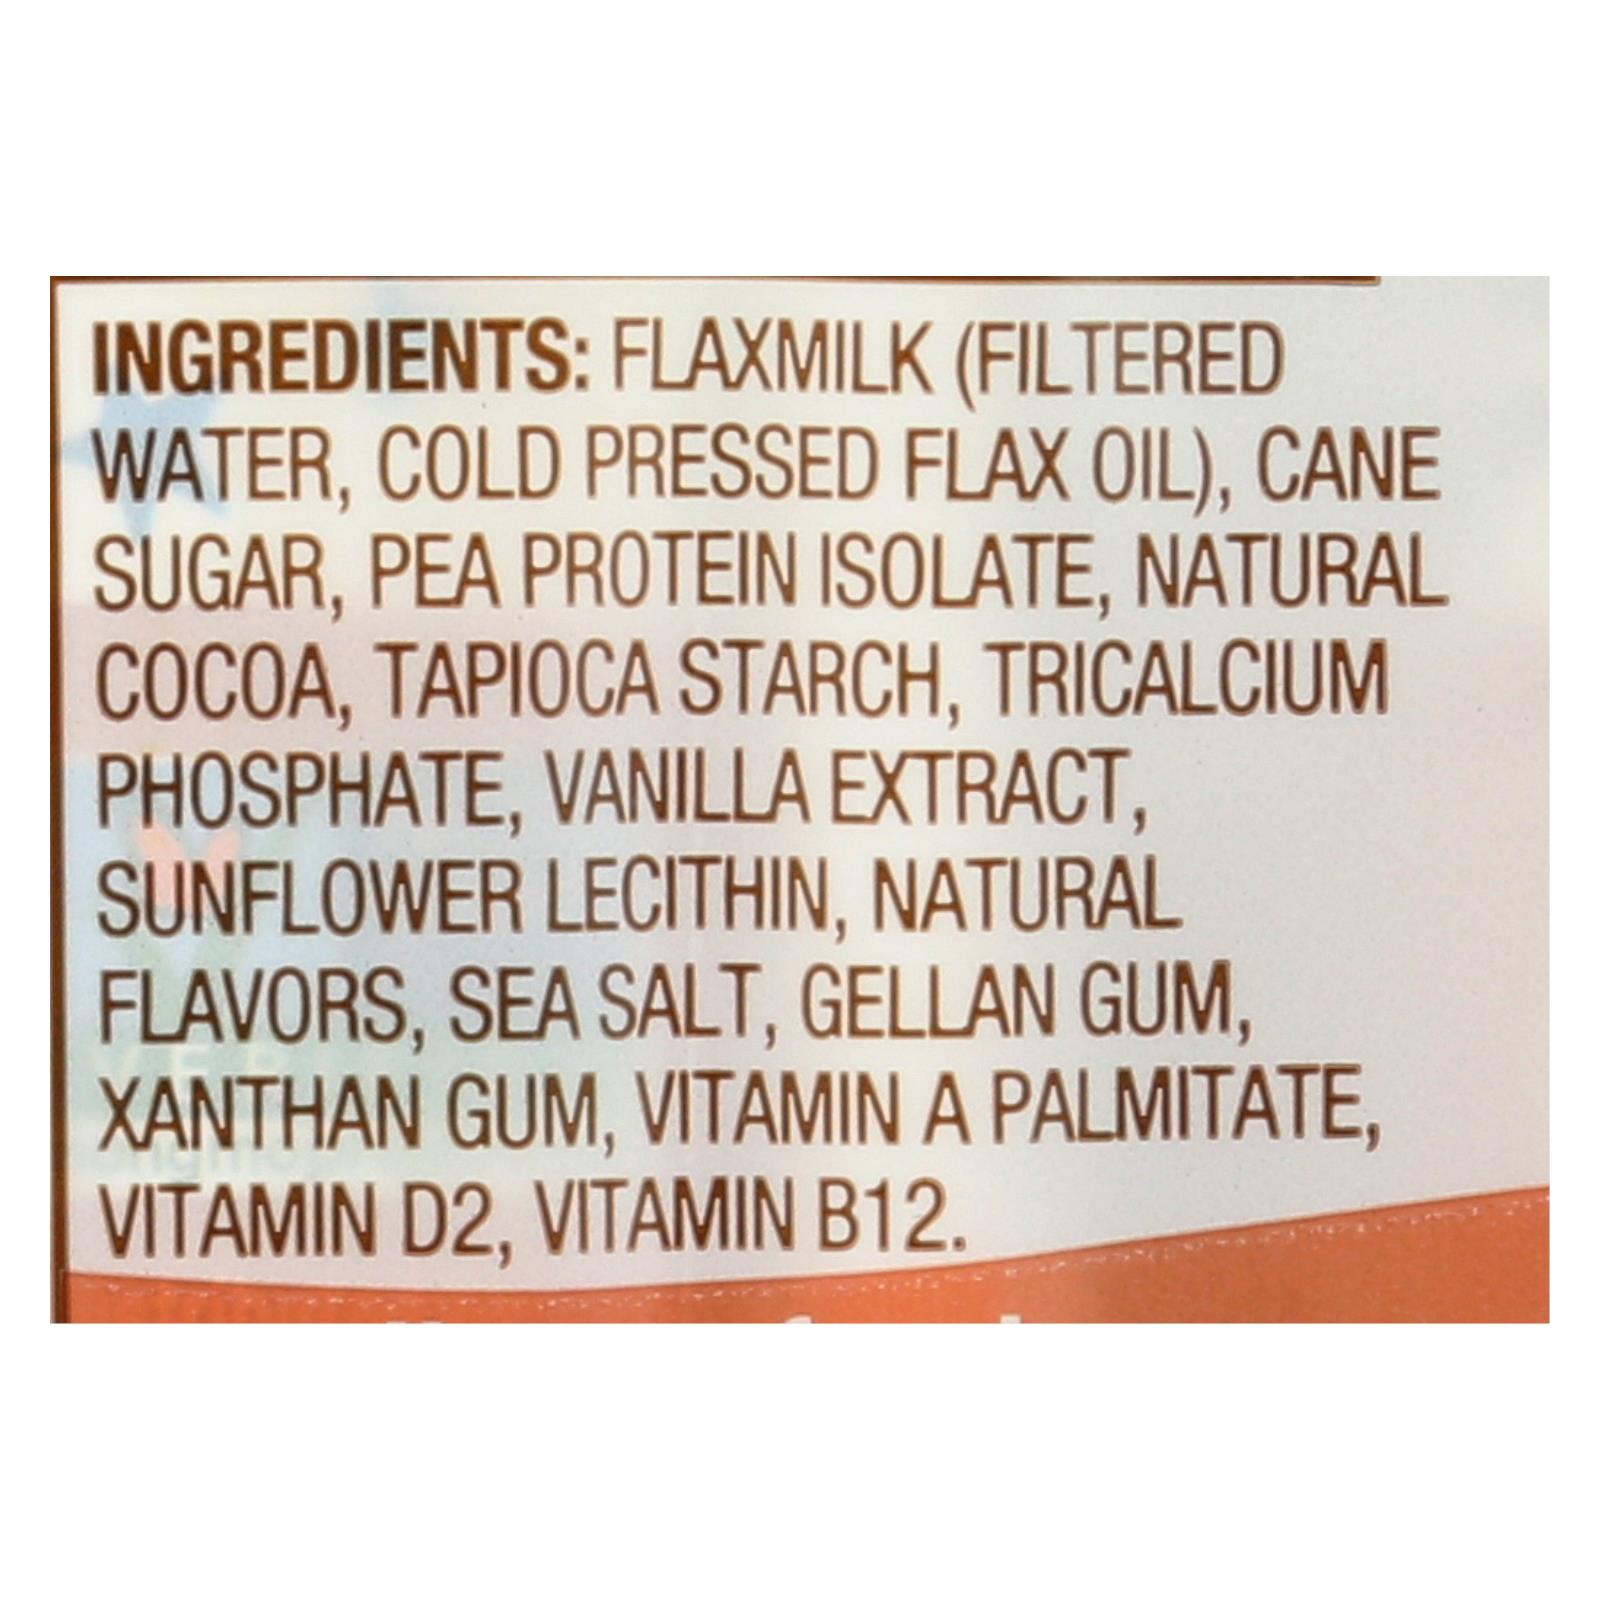 INGREDIENTS: FLAXMILK (FILTERED
WATER, COLD PRESSED FLAX OIL), CANE
SUGAR, PEA PROTEIN ISOLATE, NATURAL
COCOA, TAPIOCA STARCH, TRICALCIUM
PHOSPHATE, VANILLA EXTRACT,
SUNFLOWER LECITHIN, NATURAL
FLAVORS, SEA SALT, GELLAN GUM,
XANTHAN GUM, VITAMIN A PALMITATE,
VITAMIN D2, VITAMIN B12.